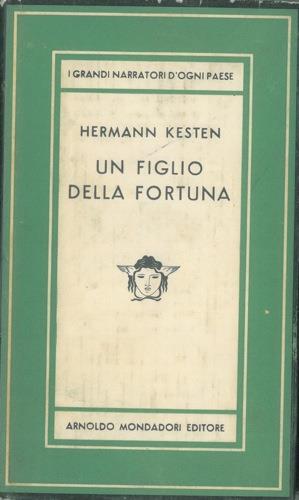 I GRANDI NARRATORI D'OGNI PAESE
HERMANN KESTEN
UN FIGLIO
DELLA FORTUNA
ARNOLDO MONDADORI EDITORE